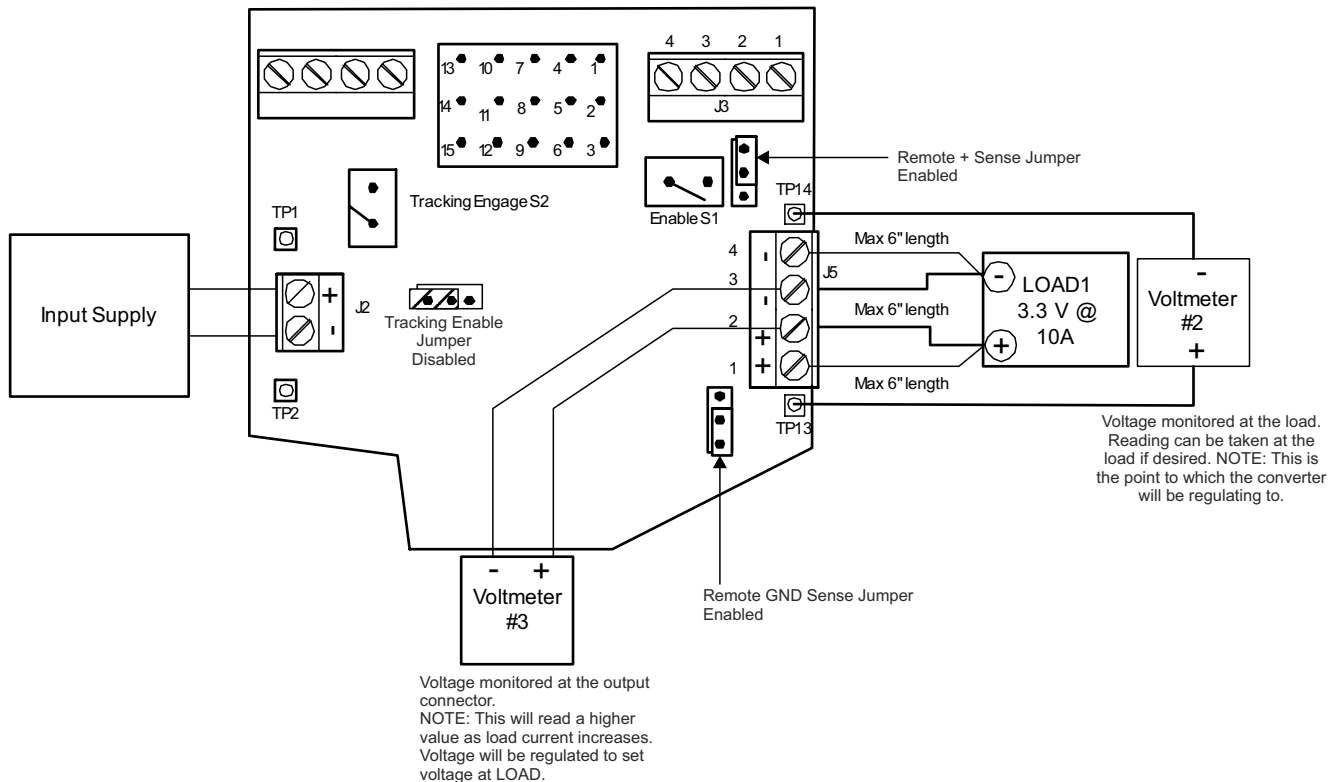 4 3 2 1
13 10 7 4 1
14 11 8 5 2
15 12 9 6 3
J3
Remote + Sense Jumper
Enabled
Tracking Engage S2
Enable S1
TP14
TP1
Max 6" length
4 -
J5
3 -
-
LOAD1
3.3 V @
10A
Voltmeter
#2
+
Input Supply
+
-
J2
Max 6" length
2 +
+
Tracking Enable
Jumper
Disabled
1 +
Max 6" length
TP2
TP13
Voltage monitored at the load.
Reading can be taken at the
load if desired. NOTE: This is
the point to which the converter
will be regulating to.
- +
Voltmeter
#3
Remote GND Sense Jumper
Enabled
Voltage monitored at the output
connector.
NOTE: This will read a higher
value as load current increases.
Voltage will be regulated to set
voltage at LOAD.